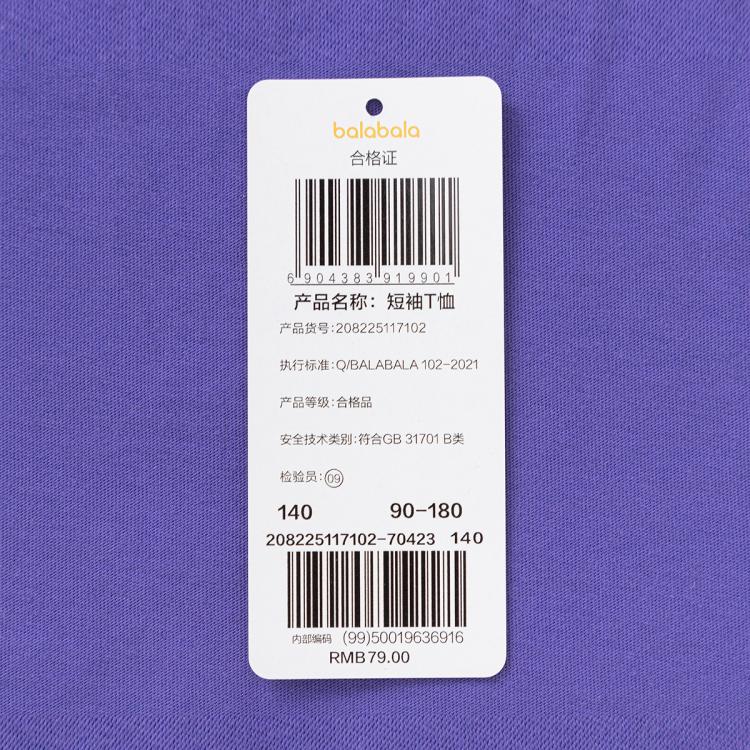 balabala
合格证
6 904383 919901
产品名称：短袖T恤
产品货号:208225117102
执行标准:Q/BALABALA 102-2021
产品等级:合格品
安全技术类别:符合GB 31701 B类
检验员:09
140 90-180
208225117102-70423 140
内部编码 (99)50019636916
RMB79.00